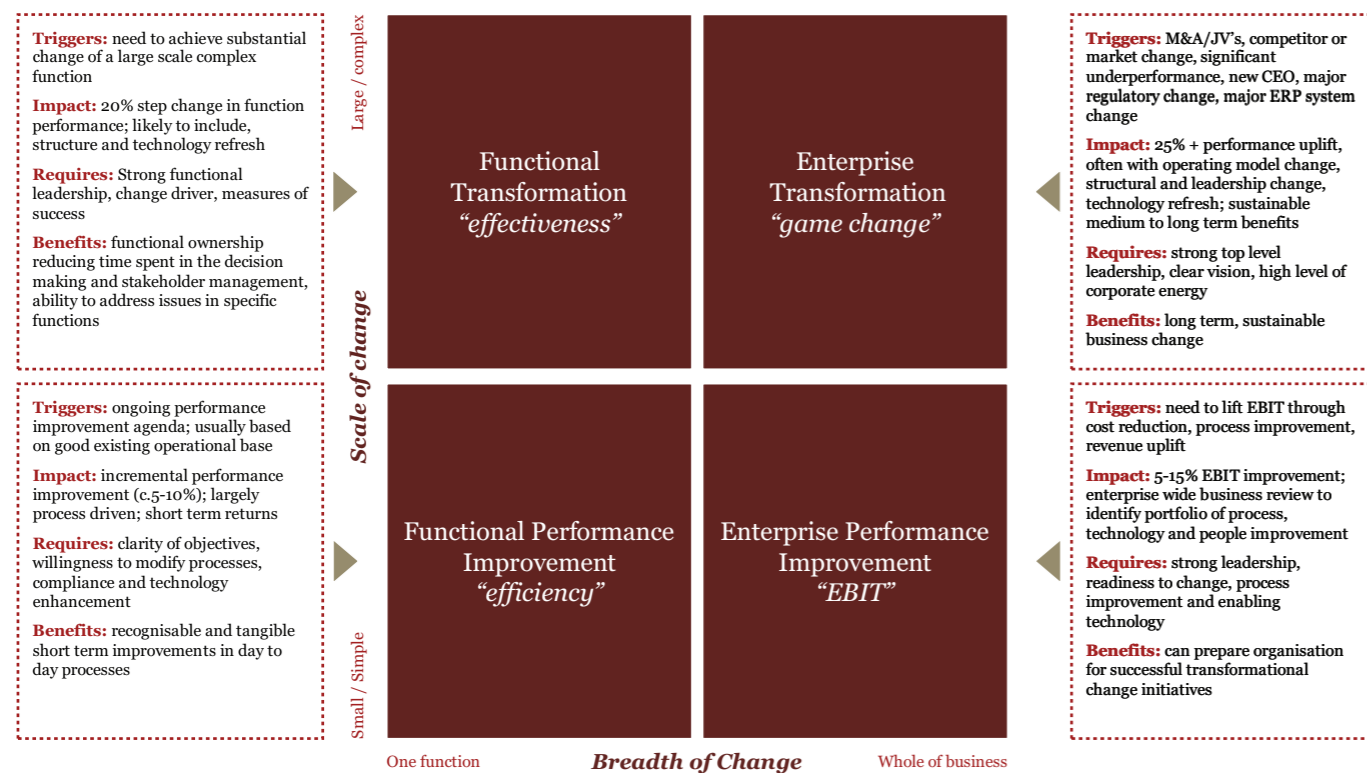 Triggers: need to achieve substantial
change of a large scale complex
function
Impact: 20% step change in function
performance; likely to include,
structure and technology refresh
Requires: Strong functional
leadership, change driver, measures of
success
Benefits: functional ownership
reducing time spent in the decision
making and stakeholder management,
ability to address issues in specific
functions
Triggers: ongoing performance
improvement agenda; usually based
on good existing operational base
Impact: incremental performance
improvement (c.5-10%); largely
process driven; short term returns
Requires: clarity of objectives,
willingness to modify processes,
compliance and technology
enhancement
Benefits: recognisable and tangible
short term improvements in day to
day processes
Large / complex
Scale of change
Small / Simple
Functional
Transformation
“effectiveness”
Enterprise
Transformation
“game change”
Functional Performance
Improvement
“efficiency”
Enterprise Performance
Improvement
“EBIT”
One function
Breadth of Change
Whole of business
Triggers: M&A/JV’s, competitor or
market change, significant
underperformance, new CEO, major
regulatory change, major ERP system
change
Impact: 25% + performance uplift,
often with operating model change,
structural and leadership change,
technology refresh; sustainable
medium to long term benefits
Requires: strong top level
leadership, clear vision, high level of
corporate energy
Benefits: long term, sustainable
business change
Triggers: need to lift EBIT through
cost reduction, process improvement,
revenue uplift
Impact: 5-15% EBIT improvement;
enterprise wide business review to
identify portfolio of process,
technology and people improvement
Requires: strong leadership,
readiness to change, process
improvement and enabling
technology
Benefits: can prepare organisation
for successful transformational
change initiatives